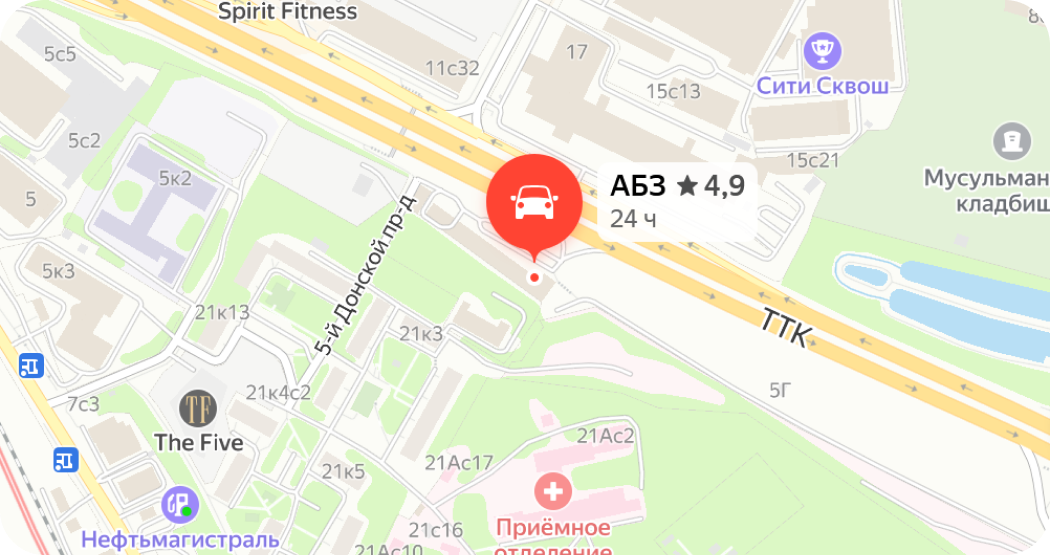 Spirit Fitness
5с5
11с32
17
15с13
Сити Сквош
5с2
15с21
5к2
5
АБЗ ★ 4,9
24 ч
Мусульман
кладбищ
5к3
5-й Донской пр-д
21к13
21к3
ТТК
7с3
21к4с2
TF
The Five
5Г
21Ас2
21Ас17
21к5
Нефтьмагистраль
21с16
Приёмное
отделение
21Ас10